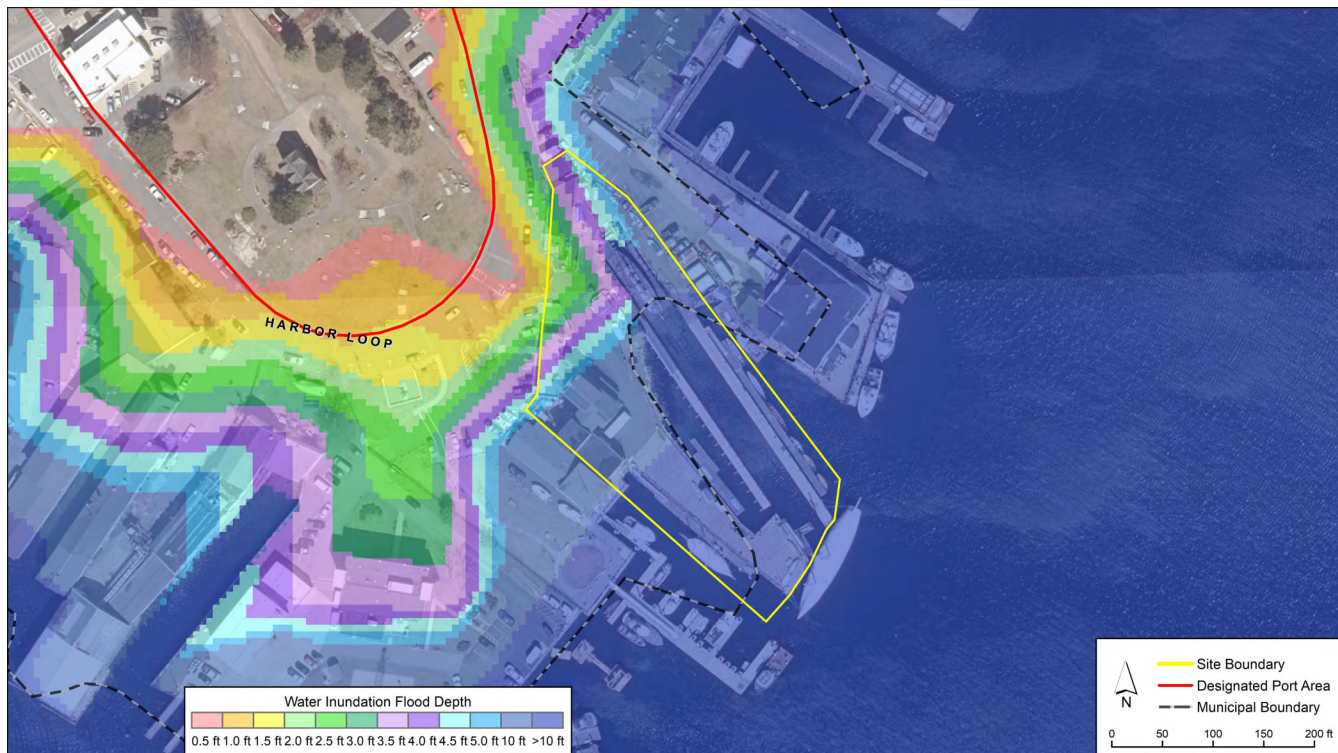 HARBOR LOOP
Water Inundation Flood Depth
0.5 ft 1.0 ft 1.5 ft 2.0 ft 2.5 ft 3.0 ft 3.5 ft 4.0 ft 4.5 ft 5.0 ft 10 ft >10 ft
N
Site Boundary
Designated Port Area
Municipal Boundary
0 50 100 150 200 ft